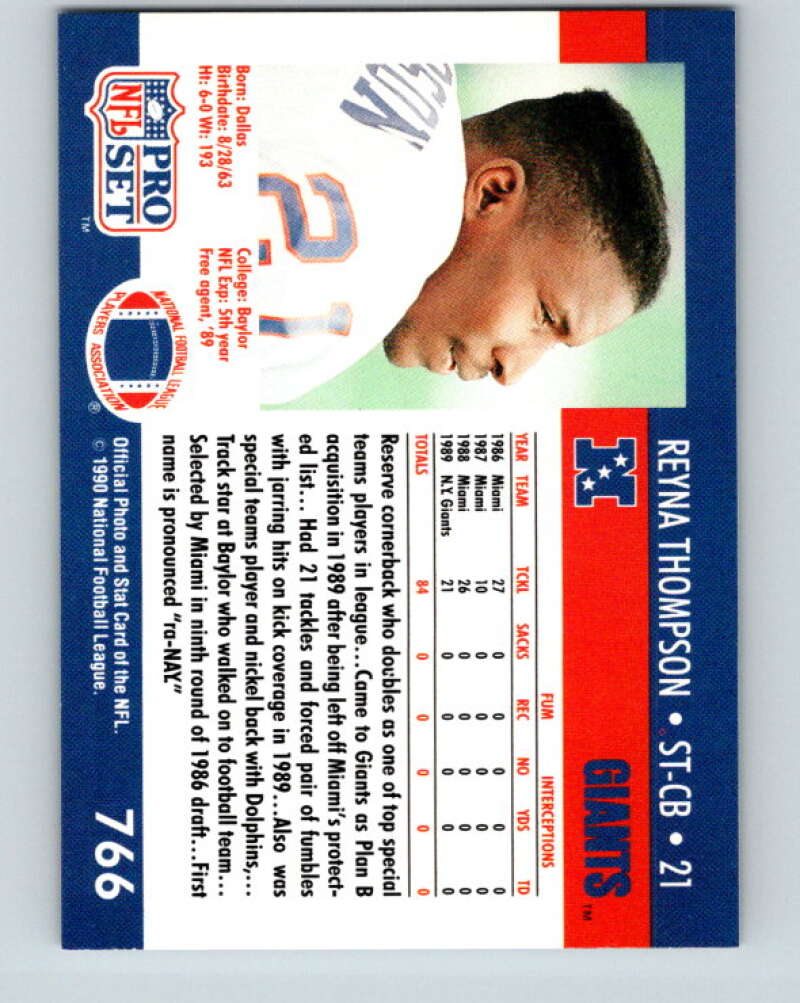 REYNA THOMPSON • ST-CB • 21
GIANTS™
FUM INTERCEPTIONS
YEAR TEAM TCKL SACKS REC NO YDS TD
1986 Miami 27 0 0 0 0 0
1987 Miami 10 0 0 0 0 0
1988 Miami 26 0 0 0 0 0
1989 N.Y. Giants 21 0 0 0 0 0
TOTALS 84 0 0 0 0 0
Reserve cornerback who doubles as one of top special
teams players in league...Came to Giants as Plan B
acquisition in 1989 after being left off Miami's protect-
ed list... Had 21 tackles and forced pair of fumbles
with jarring hits on kick coverage in 1989...Also was
special teams player and nickel back with Dolphins,...
Track star at Baylor who walked on to football team...
Selected by Miami in ninth round of 1986 draft...First
name is pronounced "ra-NAY."
21
Born: Dallas
Birthdate: 8/28/63
Ht: 6-0 Wt: 193
College: Baylor
NFL Exp: 5th year
Free agent, '89
PRO
NFL SET
™
NATIONAL FOOTBALL LEAGUE
PLAYERS ASSOCIATION
®
Official Photo and Stat Card of the NFL.
© 1990 National Football League.
766